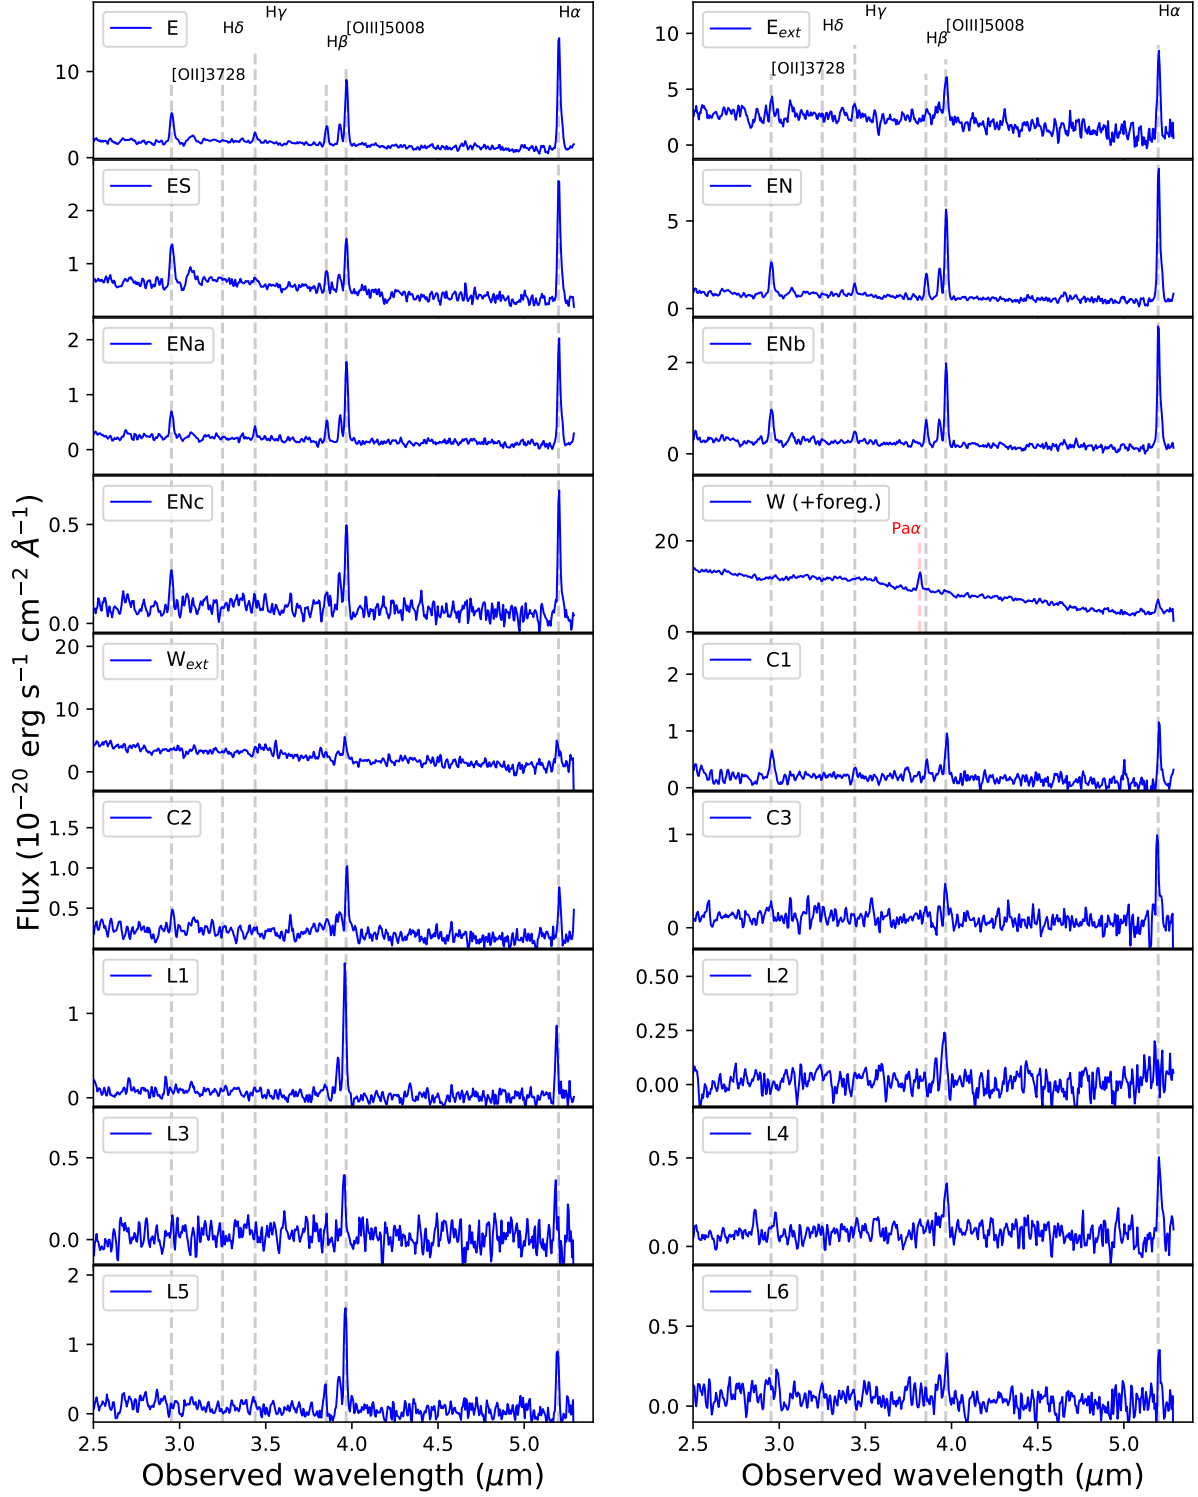 Hγ
[OIII]5008
Hα
Hδ
Hβ
[OII]3728
E
10
0
Hγ
[OIII]5008
Hα
Hδ
Hβ
[OII]3728
E_ext
10
5
0
ES
2
1
EN
5
0
ENa
2
1
0
ENb
2
0
ENc
0.5
0.0
W (+foreg.)
Paα
20
0
W_ext
20
10
0
C1
2
1
0
C2
1.5
1.0
0.5
C3
1
0
L1
1
0
L2
0.50
0.25
0.00
L3
0.5
0.0
L4
0.5
0.0
L5
2
1
0
L6
0.5
0.0
2.5 3.0 3.5 4.0 4.5 5.0
2.5 3.0 3.5 4.0 4.5 5.0
Observed wavelength (μm)
Observed wavelength (μm)
Flux (10⁻²⁰ erg s⁻¹ cm⁻² Å⁻¹)